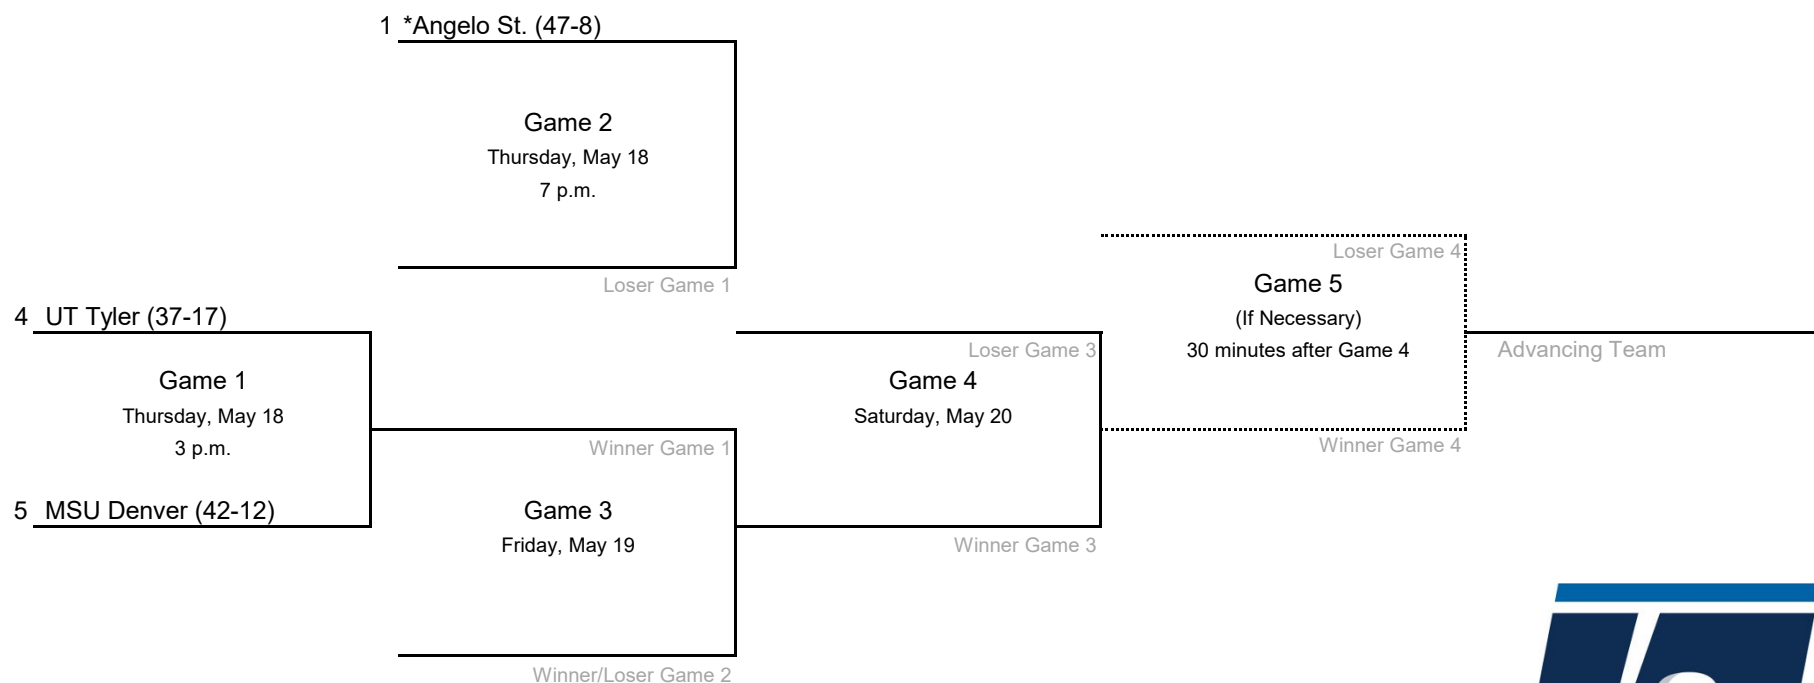 1 *Angelo St. (47-8)
Game 2
Thursday, May 18
7 p.m.
Loser Game 1
4 UT Tyler (37-17)
Game 1
Thursday, May 18
3 p.m.
5 MSU Denver (42-12)
Winner Game 1
Game 3
Friday, May 19
Winner/Loser Game 2
Loser Game 3
Game 4
Saturday, May 20
Winner Game 3
Loser Game 4
Game 5
(If Necessary)
30 minutes after Game 4
Winner Game 4
Advancing Team